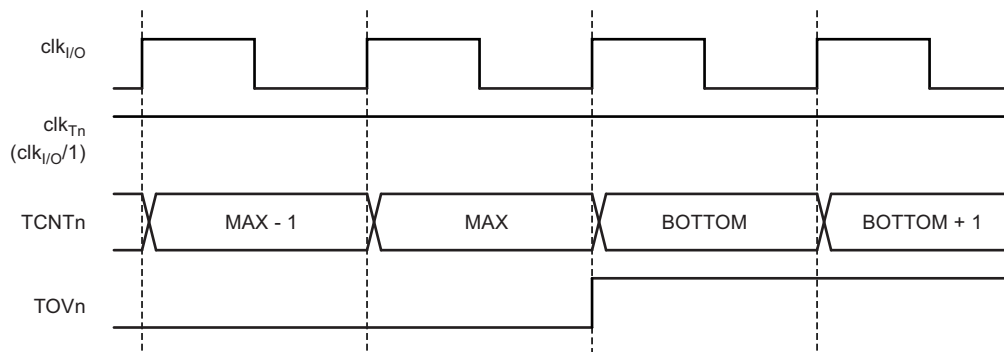 clkI/O
clkTn
(clkI/O/1)
TCNTn MAX - 1 MAX BOTTOM BOTTOM + 1
TOVn